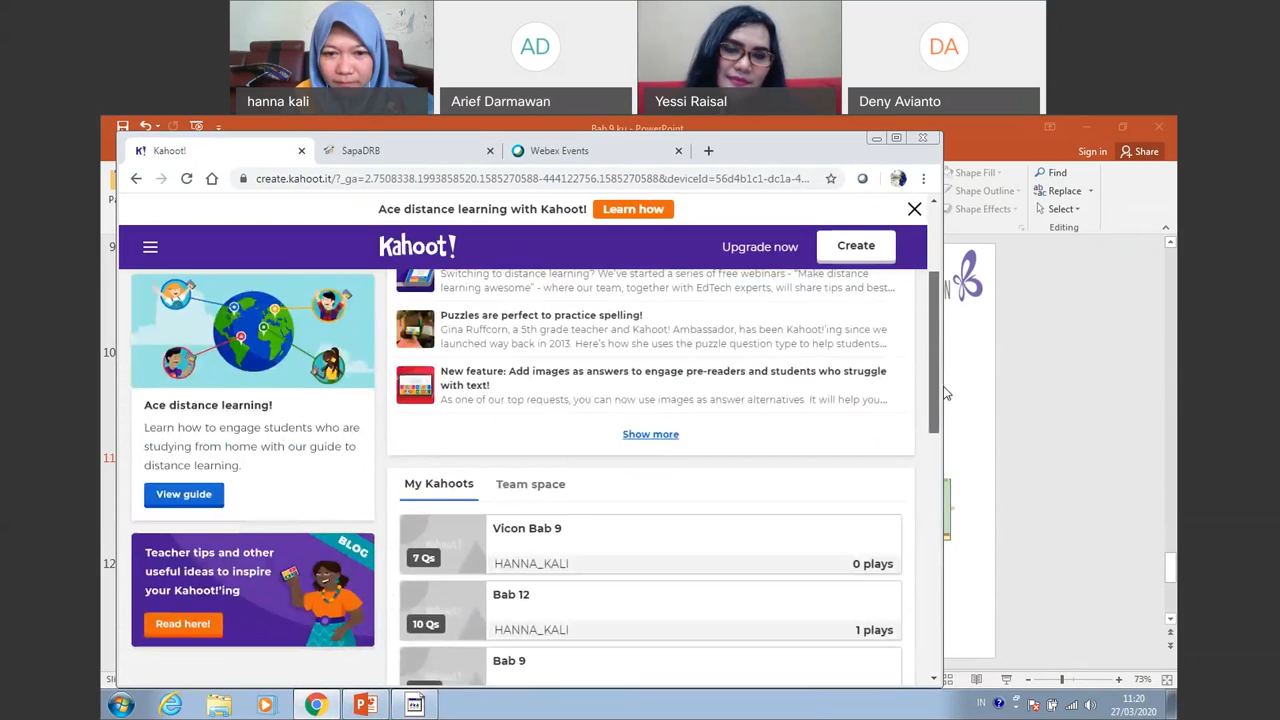 AD
DA
hanna kali
Arief Darmawan
Yessi Raisal
Deny Avianto
Bab 9 ku - PowerPoint
K! Kahoot!
SapaDRB
Webex Events
Sign in
Share
create.kahoot.it/?_ga=2.7508338.1993858520.1585270588-444122756.1585270588&deviceId=56d4b1c1-dc1a-4...
Shape Fill
Find
Shape Outline
Replace
Shape Effects
Select
Editing
Ace distance learning with Kahoot!
Learn how
Kahoot!
Upgrade now
Create
Switching to distance learning? We've started a series of free webinars - "Make distance
learning awesome" - where our team, together with EdTech experts, will share tips and best...
Puzzles are perfect to practice spelling!
Gina Ruffcorn, a 5th grade teacher and Kahoot! Ambassador, has been Kahoot!'ing since we
launched way back in 2013. Here's how she uses the puzzle question type to help students...
New feature: Add images as answers to engage pre-readers and students who struggle
with text!
As one of our top requests, you can now use images as answer alternatives. It will help you...
Show more
Ace distance learning!
Learn how to engage students who are
studying from home with our guide to
distance learning.
View guide
My Kahoots
Team space
Vicon Bab 9
7 Qs
HANNA_KALI
0 plays
Bab 12
10 Qs
HANNA_KALI
1 plays
Bab 9
BLOG
Teacher tips and other
useful ideas to inspire
your Kahoot!'ing
Read here!
9
10
11
12
N
73%
IN
11:20
27/03/2020